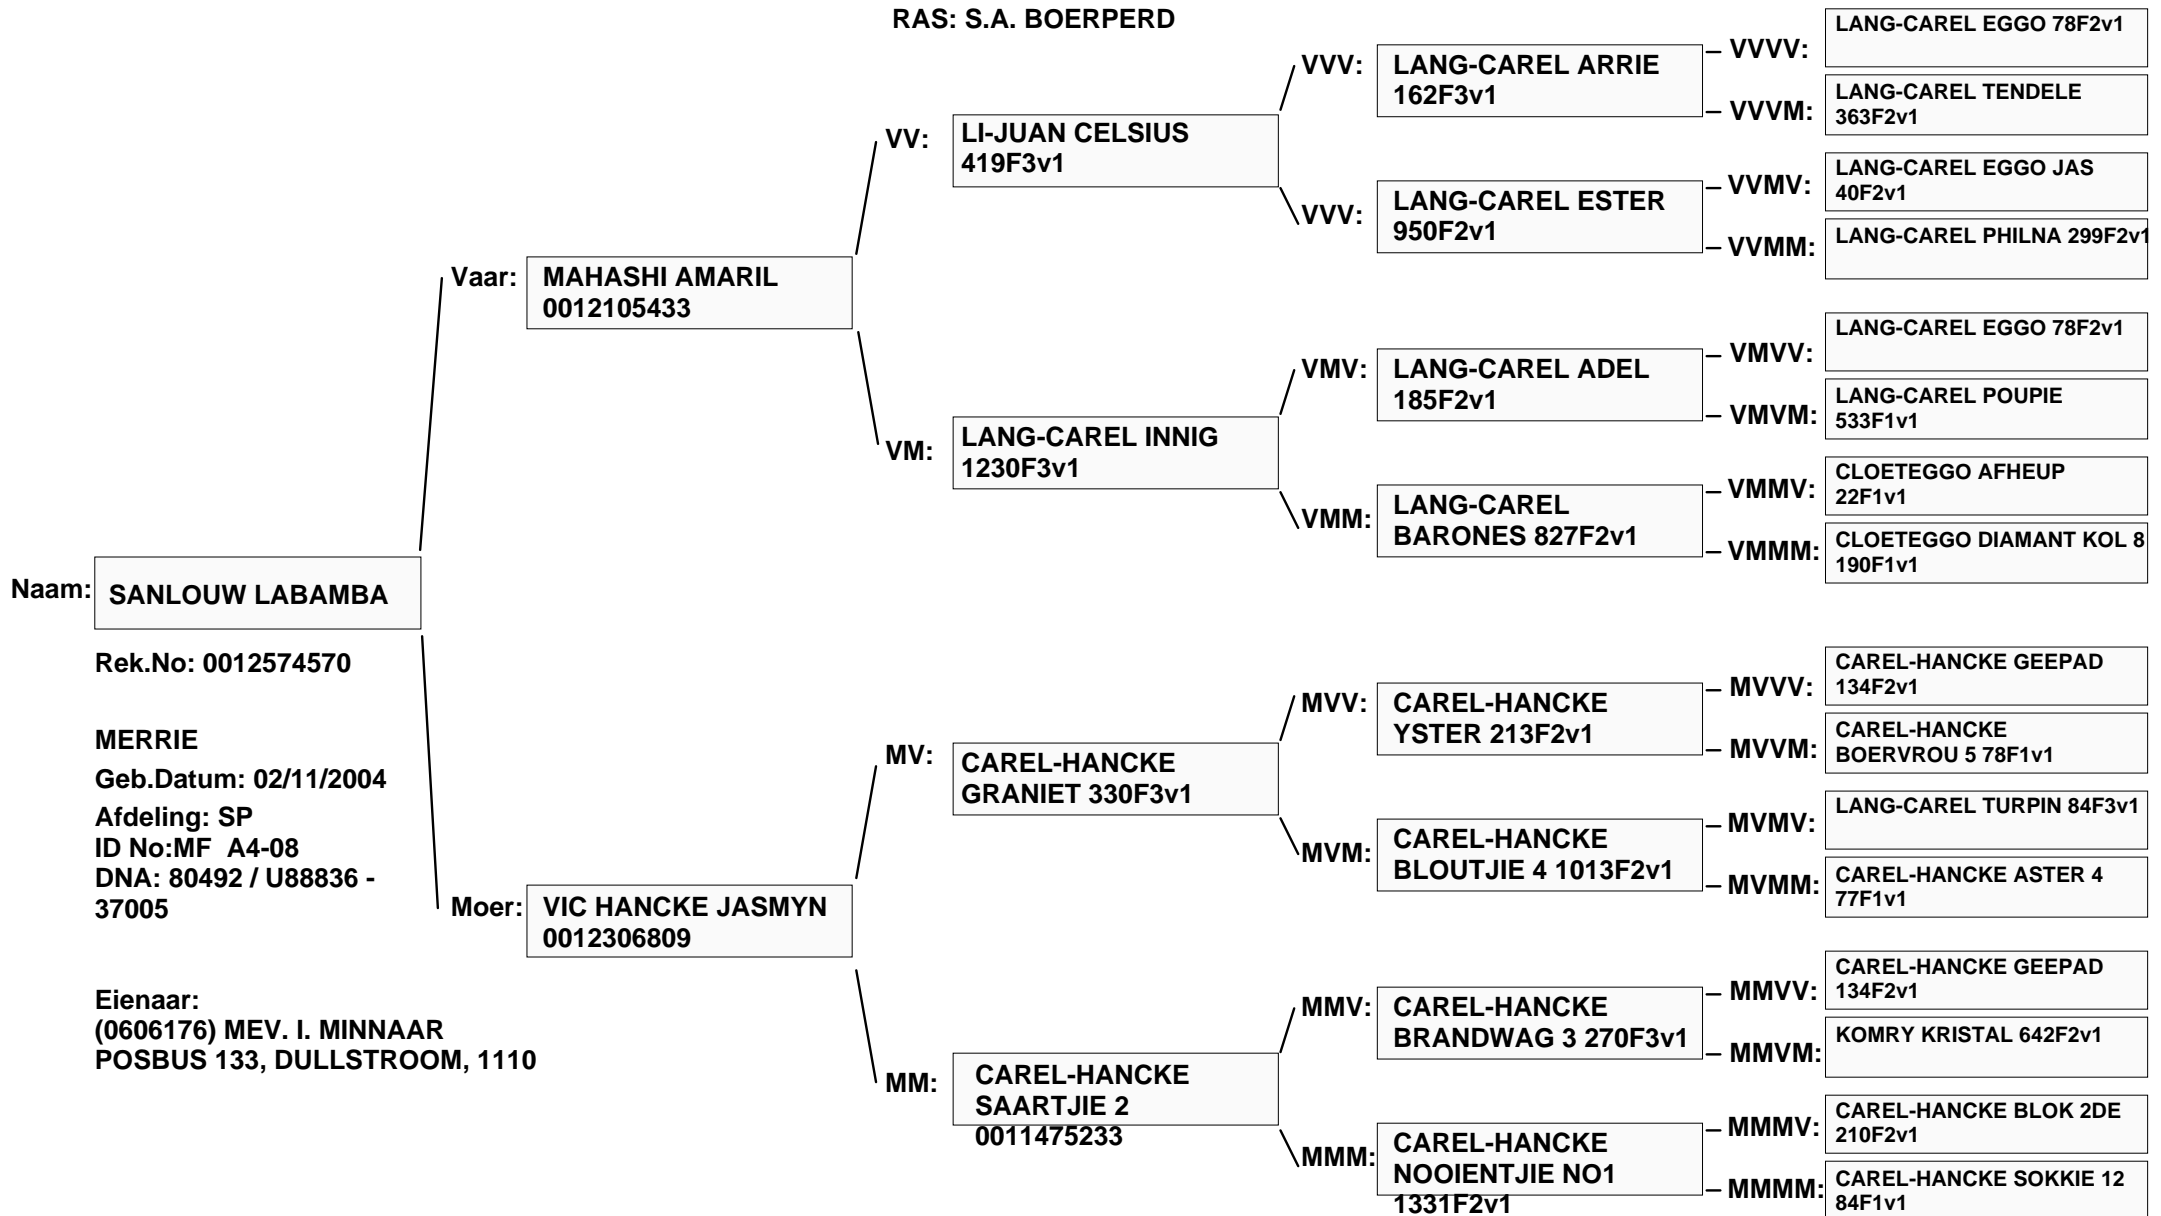 RAS: S.A. BOERPERD
Naam:
SANLOUW LABAMBA
Rek.No: 0012574570
MERRIE
Geb.Datum: 02/11/2004
Afdeling: SP
ID No:MF A4-08
DNA: 80492 / U88836 -
37005
Eienaar:
(0606176) MEV. I. MINNAAR
POSBUS 133, DULLSTROOM, 1110
Vaar:
MAHASHI AMARIL
0012105433
Moer:
VIC HANCKE JASMYN
0012306809
VV:
LI-JUAN CELSIUS
419F3v1
VM:
LANG-CAREL INNIG
1230F3v1
MV:
CAREL-HANCKE
GRANIET 330F3v1
MM:
CAREL-HANCKE
SAARTJIE 2
0011475233
VVV:
LANG-CAREL ARRIE
162F3v1
VVV:
LANG-CAREL ESTER
950F2v1
VMV:
LANG-CAREL ADEL
185F2v1
VMM:
LANG-CAREL
BARONES 827F2v1
MVV:
CAREL-HANCKE
YSTER 213F2v1
MVM:
CAREL-HANCKE
BLOUTJIE 4 1013F2v1
MMV:
CAREL-HANCKE
BRANDWAG 3 270F3v1
MMM:
CAREL-HANCKE
NOOIENTJIE NO1
1331F2v1
VVVV:
LANG-CAREL EGGO 78F2v1
VVVM:
LANG-CAREL TENDELE
363F2v1
VVMV:
LANG-CAREL EGGO JAS
40F2v1
VVMM:
LANG-CAREL PHILNA 299F2v1
VMVV:
LANG-CAREL EGGO 78F2v1
VMVM:
LANG-CAREL POUPIE
533F1v1
VMMV:
CLOETEGGO AFHEUP
22F1v1
VMMM:
CLOETEGGO DIAMANT KOL 8
190F1v1
MVVV:
CAREL-HANCKE GEEPAD
134F2v1
MVVM:
CAREL-HANCKE
BOERVROU 5 78F1v1
MVMV:
LANG-CAREL TURPIN 84F3v1
MVMM:
CAREL-HANCKE ASTER 4
77F1v1
MMVV:
CAREL-HANCKE GEEPAD
134F2v1
MMVM:
KOMRY KRISTAL 642F2v1
MMMV:
CAREL-HANCKE BLOK 2DE
210F2v1
MMMM:
CAREL-HANCKE SOKKIE 12
84F1v1